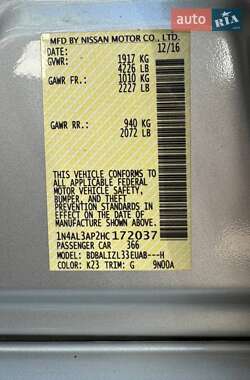 AUTO RIA
MFD BY NISSAN MOTOR CO., LTD.
12/16
GVWR: 1917 KG
4226 LB
GAWR FR.: 1010 KG
2227 LB
GAWR RR.: 940 KG
2072 LB
THIS VEHICLE CONFORMS TO
ALL APPLICABLE FEDERAL
MOTOR VEHICLE SAFETY,
BUMPER, AND THEFT
PREVENTION STANDARDS IN
EFFECT ON THE DATE OF
MANUFACTURE SHOWN ABOVE.
1N4AL3AP2HC172037
PASSENGER CAR 366
MODEL: BDBALIZL33EUAB---H
COLOR: K23 TRIM: G 9N00A